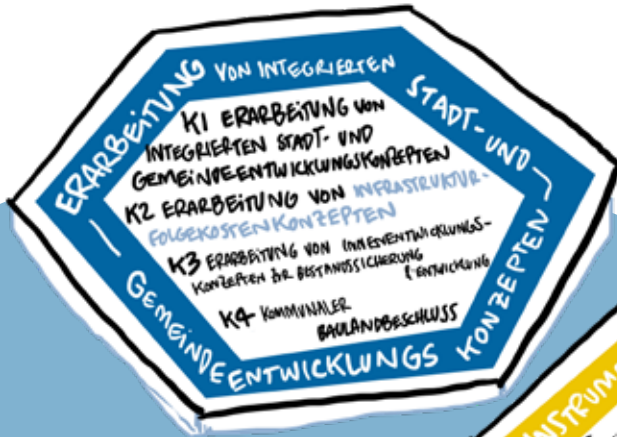 ERARBEITUNG VON INTEGRIERTEN STADT- UND
GEMEINDEENTWICKLUNGS KONZEPTEN
K1 ERARBEITUNG VON
INTEGRIERTEN STADT- UND
GEMEINDEENTWICKLUNGSKONZEPTEN
K2 ERARBEITUNG VON INFRASTRUKTUR-
FOLGEKOSTENKONZEPTEN
K3 ERARBEITUNG VON INNENENTWICKLUNGS-
KONZEPTEN ZUR BESTANDSSICHERUNG
& ENTWICKLUNG
K4 KOMMUNALER
BAULANDBESCHLUSS